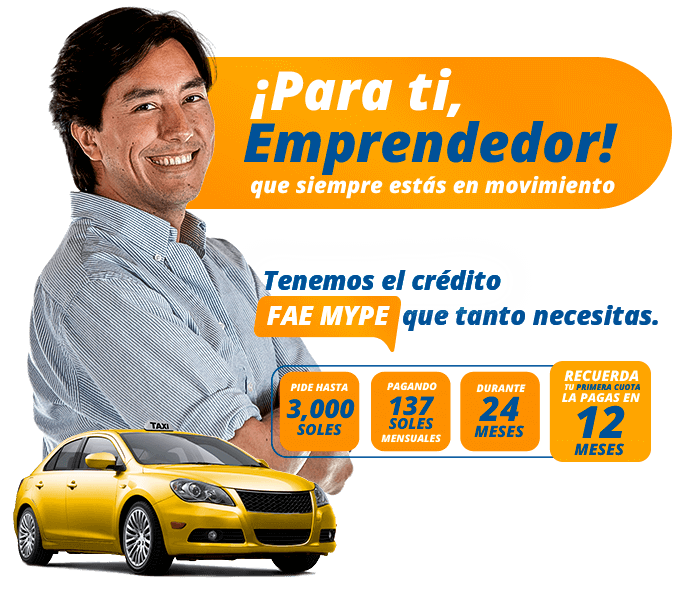 ¡Para ti,
Emprendedor!
que siempre estás en movimiento
Tenemos el crédito
FAE MYPE que tanto necesitas.
PIDE HASTA
3,000
SOLES
PAGANDO
137
SOLES
MENSUALES
DURANTE
24
MESES
RECUERDA
TU PRIMERA CUOTA
LA PAGAS EN
12
MESES
TAXI